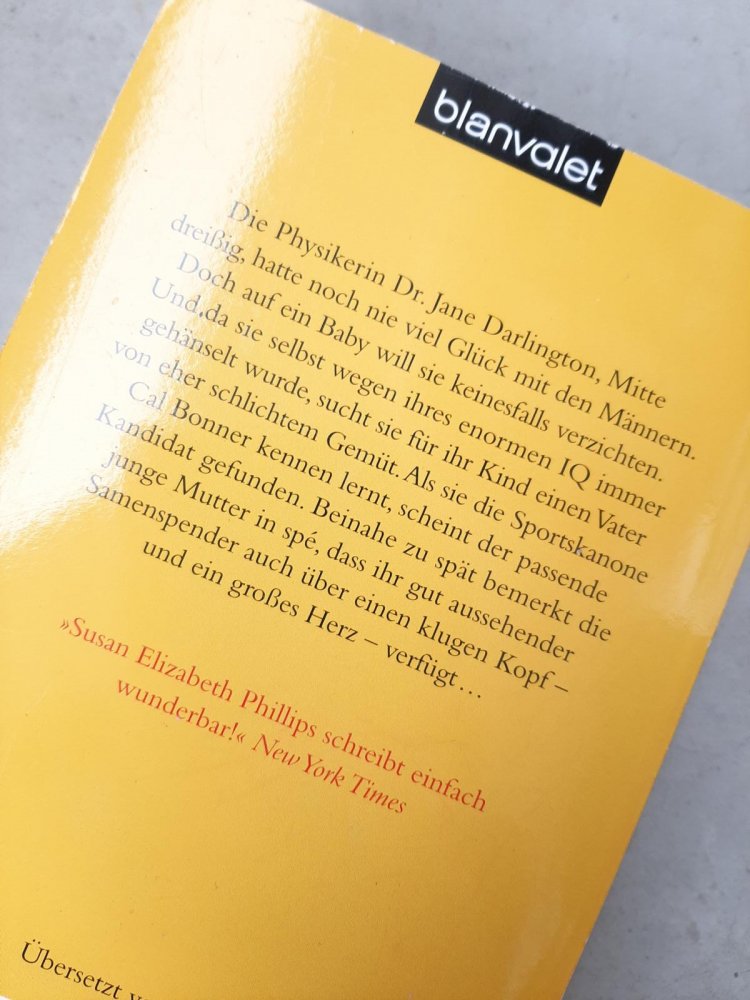 blanvalet
Die Physikerin Dr. Jane Darlington, Mitte
dreißig, hatte noch nie viel Glück mit den Männern.
Doch auf ein Baby will sie keinesfalls verzichten.
Und da sie selbst wegen ihres enormen IQ immer
gehänselt wurde, sucht sie für ihr Kind einen Vater
von eher schlichtem Gemüt. Als sie die Sportskanone
Cal Bonner kennen lernt, scheint der passende
Kandidat gefunden. Beinahe zu spät bemerkt die
junge Mutter in spé, dass ihr gut aussehender
Samenspender auch über einen klugen Kopf –
und ein großes Herz – verfügt ...
»Susan Elizabeth Phillips schreibt einfach
wunderbar!« New York Times
Übersetzt